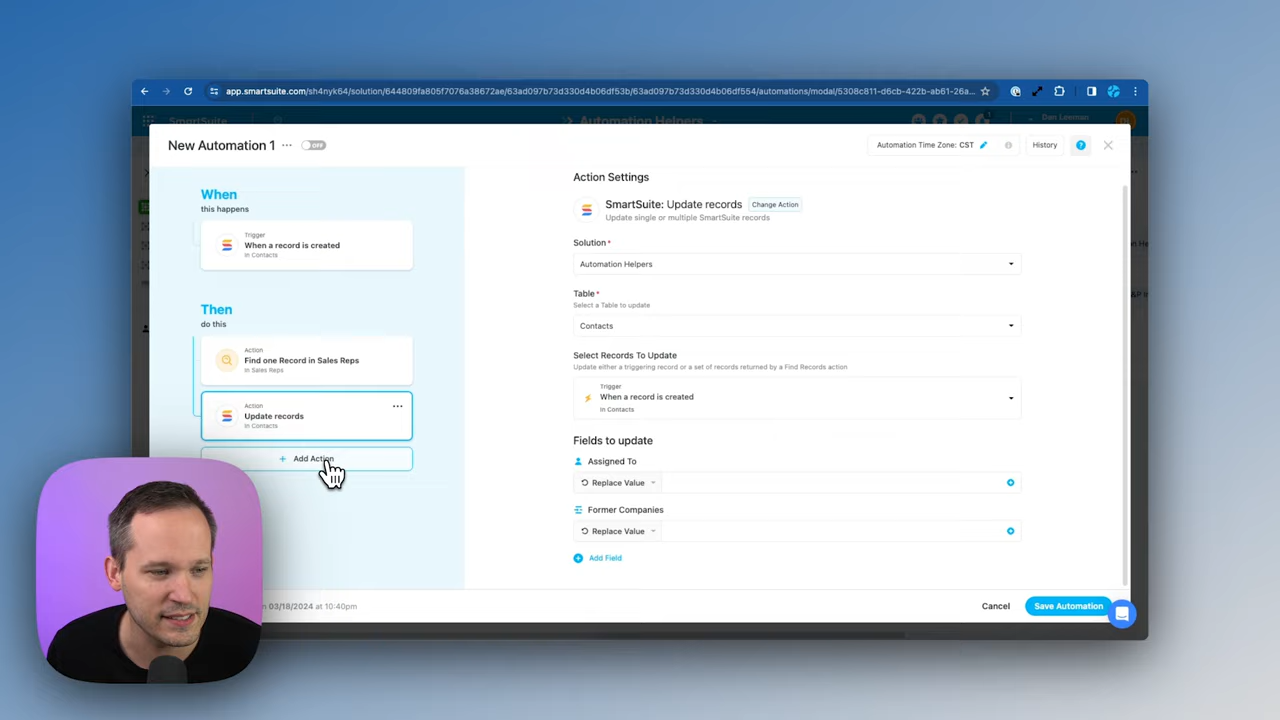 app.smartsuite.com/sh4nyk64/solution/644809fa805f7076a38672ae/63ad097b73d330d4b06df53b/63ad097b73d330d4b06df554/automations/modal/5308c811-d6cb-422b-ab61-26a...
SmartSuite
Automation Helpers
Dan Leeman
New Automation 1
OFF
Automation Time Zone: CST
History
When
this happens
Trigger
When a record is created
in Contacts
Then
do this
Action
Find one Record in Sales Reps
in Sales Reps
Action
Update records
in Contacts
+ Add Action
Action Settings
SmartSuite: Update records
Change Action
Update single or multiple SmartSuite records
Solution*
Automation Helpers
Table*
Select a Table to update
Contacts
Select Records To Update
Update either a triggering record or a set of records returned by a Find Records action
Trigger
When a record is created
in Contacts
Fields to update
Assigned To
Replace Value
Former Companies
Replace Value
Add Field
03/18/2024 at 10:40pm
Cancel
Save Automation